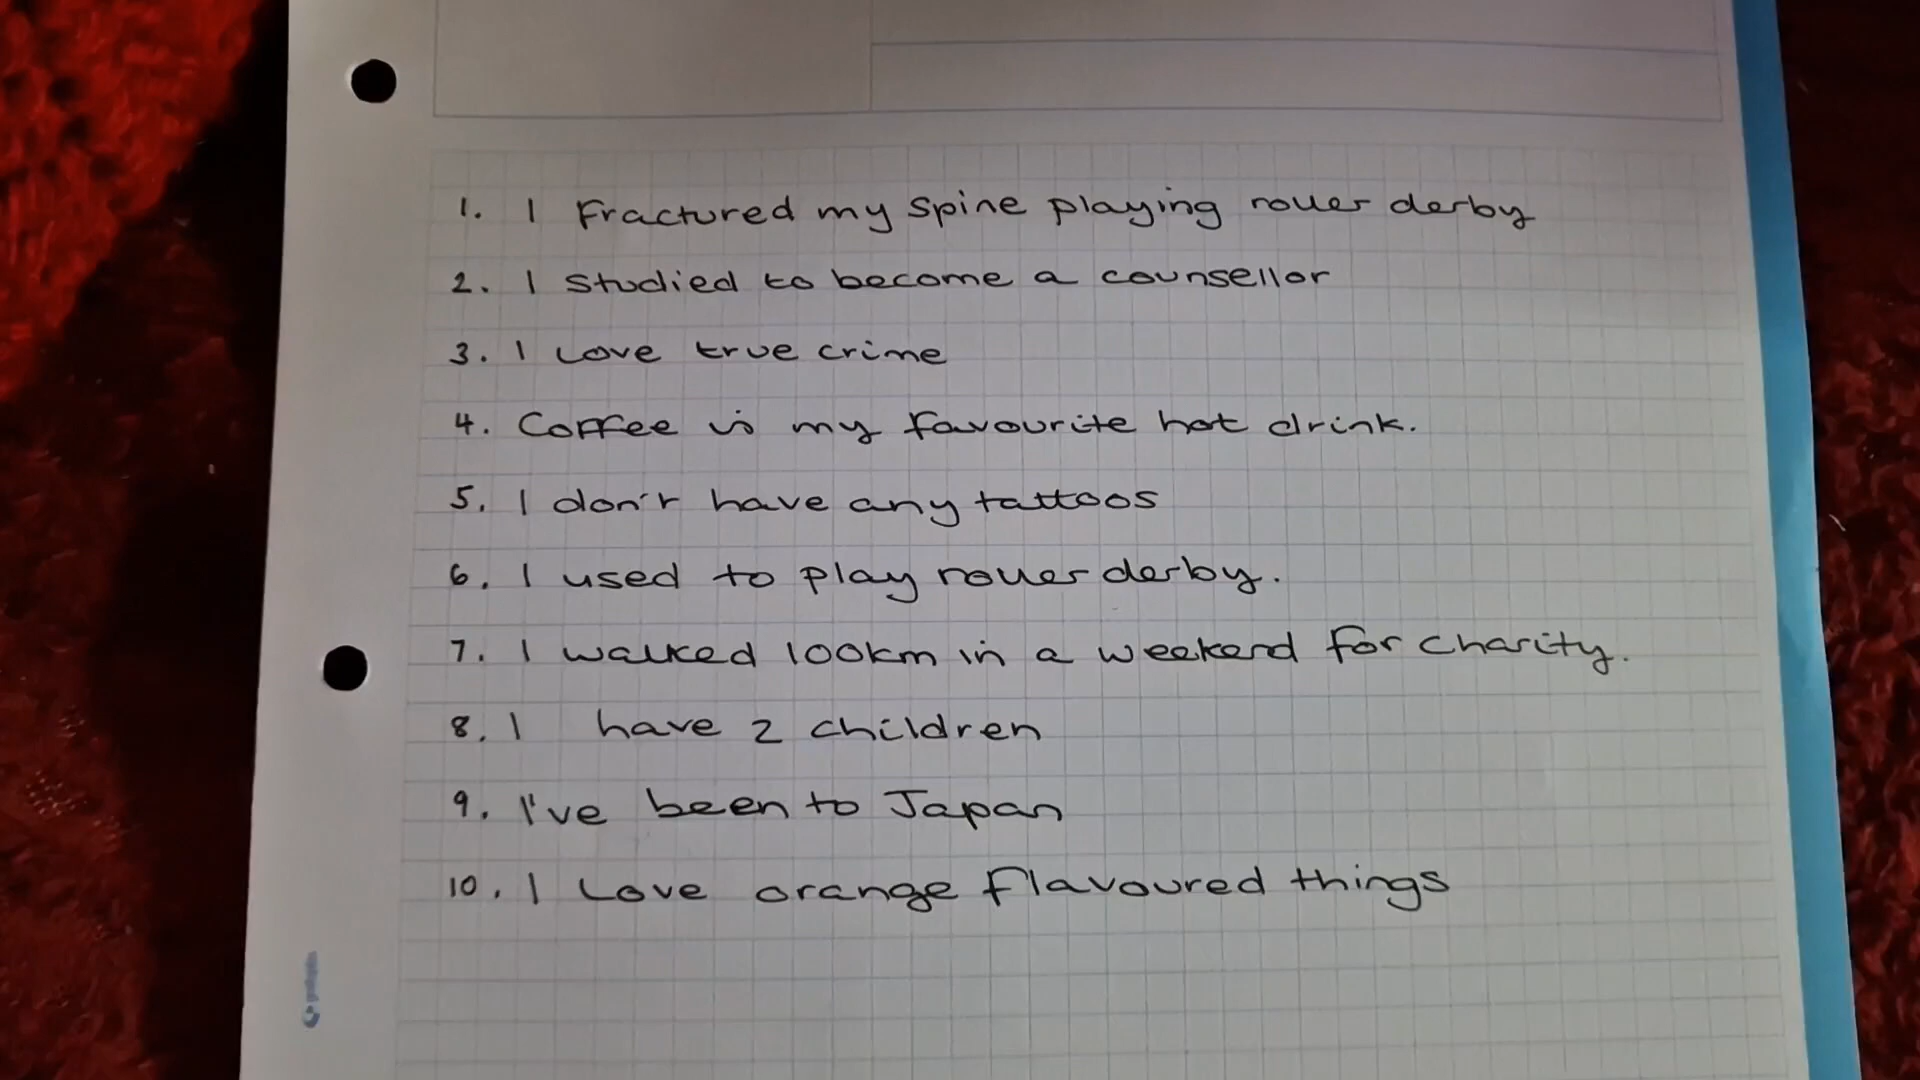 1. I Fractured my spine playing roller derby
2. I studied to become a counsellor
3. I love true crime
4. Coffee is my favourite hot drink.
5. I don't have any tattoos
6. I used to play roller derby.
7. I walked 100km in a weekend for charity.
8. I have 2 children
9. I've been to Japan
10. I love orange flavoured things